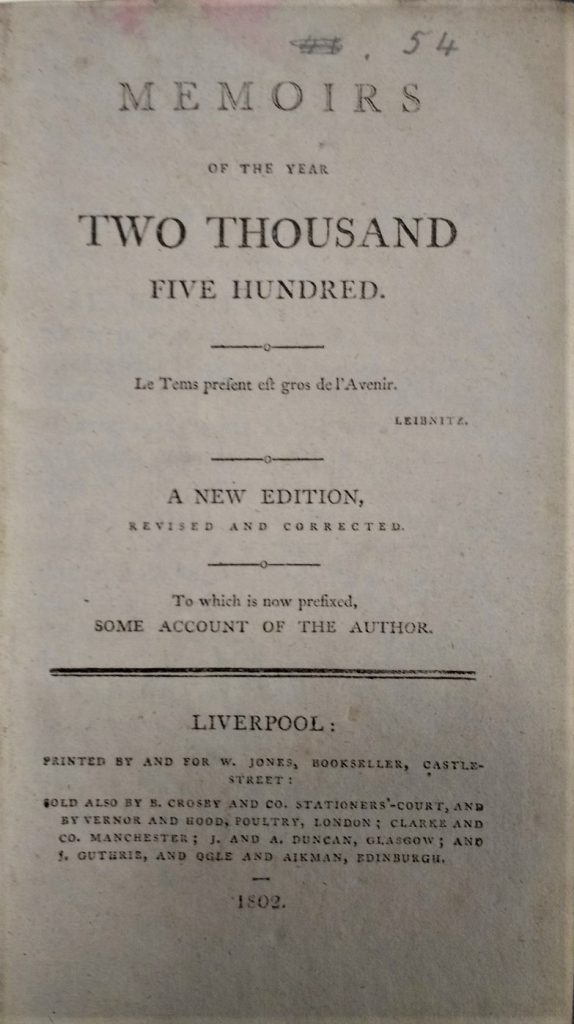 54
MEMOIRS
OF THE YEAR
TWO THOUSAND
FIVE HUNDRED.
Le Tems preſent eſt gros de l'Avenir.
LEIBNITZ.
A NEW EDITION,
REVISED AND CORRECTED.
To which is now prefixed,
SOME ACCOUNT OF THE AUTHOR.
LIVERPOOL:
PRINTED BY AND FOR W. JONES, BOOKSELLER, CASTLE-
STREET:
SOLD ALSO BY B. CROSBY AND CO. STATIONERS'-COURT, AND
BY VERNOR AND HOOD, POULTRY, LONDON; CLARKE AND
CO. MANCHESTER; J. AND A. DUNCAN, GLASGOW; AND
J. GUTHRIE, AND OGLE AND AIKMAN, EDINBURGH.
1802.